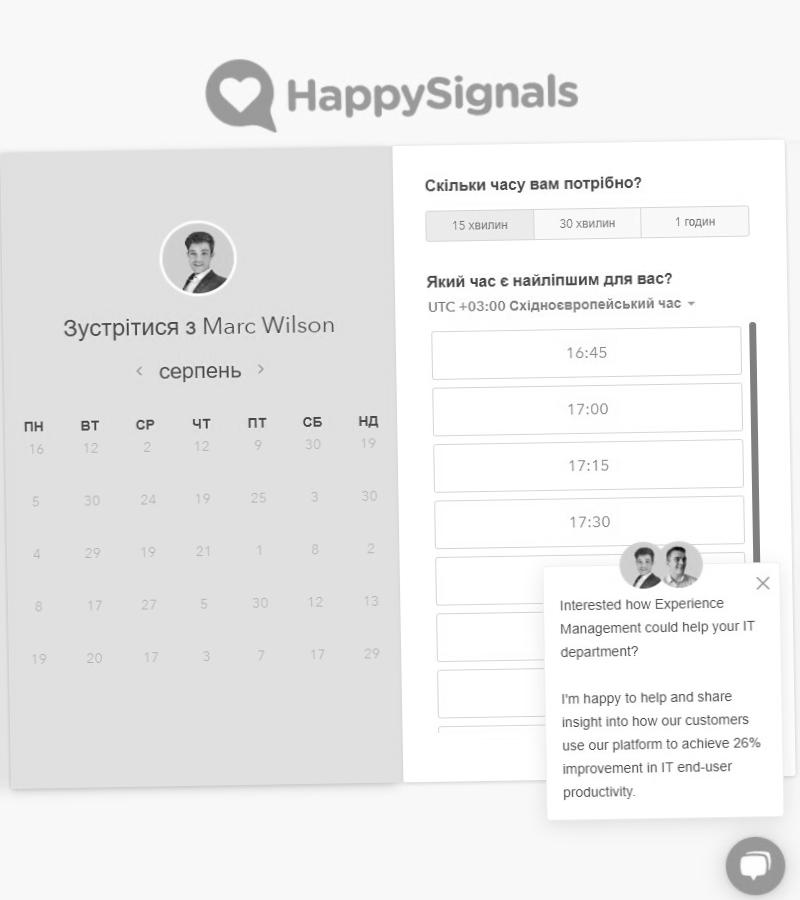 HappySignals
Зустрітися з Marc Wilson
серпень
ПН ВТ СР ЧТ ПТ СБ НД
16 12 2 12 9 30 19
5 30 24 19 25 3 30
4 29 19 21 1 8 2
8 17 27 5 30 12 13
19 20 17 3 7 17 29
Скільки часу вам потрібно?
15 хвилин 30 хвилин 1 годин
Який час є найліпшим для вас?
UTC +03:00 Східноєвропейський час
16:45
17:00
17:15
17:30
Interested how Experience
Management could help your IT
department?
I'm happy to help and share
insight into how our customers
use our platform to achieve 26%
improvement in IT end-user
productivity.